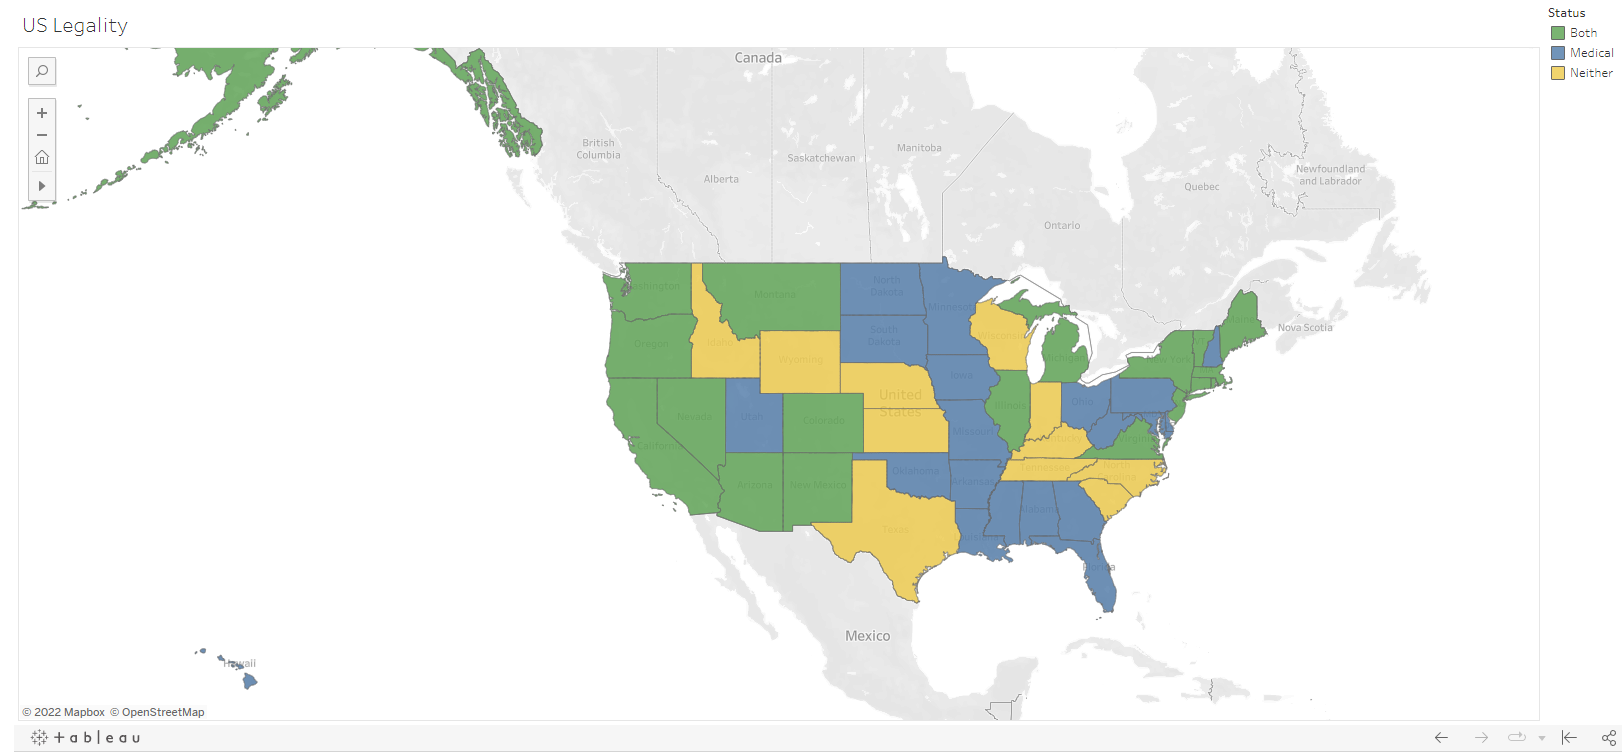 US Legality
Status
Both
Medical
Neither
Canada
British
Columbia
Alberta
Saskatchewan
Manitoba
Ontario
Quebec
Newfoundland
and Labrador
Nova Scotia
Washington
Montana
North
Dakota
Minnesot
Oregon
Idaho
Wyoming
South
Dakota
Wisconsin
Michigan
New York
Maine
Nevada
Utah
Colorado
United
States
Iowa
Illinois
Ohio
California
Missouri
Kentucky
Virginia
Arizona
New Mexico
Oklahoma
Arkansas
Tennessee
North
Carolina
Texas
Louisiana
Alabama
Florida
Mexico
Hawaii
© 2022 Mapbox © OpenStreetMap
+ableau